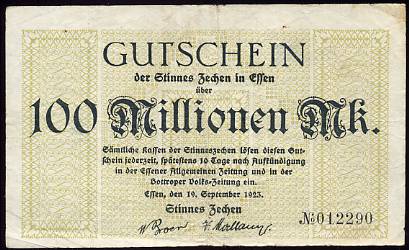 GUTSCHEIN
der Stinnes Zechen in Essen
über
100 Millionen Mk.
Sämtliche Kassen der Stinneszechen lösen diesen Gut-
schein jederzeit, spätestens 10 Tage nach Aufkündigung
in der Essener Allgemeinen Zeitung und in der
Bottroper Volks-Zeitung ein.
Essen, den 19. September 1923.
Stinnes Zechen
№ 012290